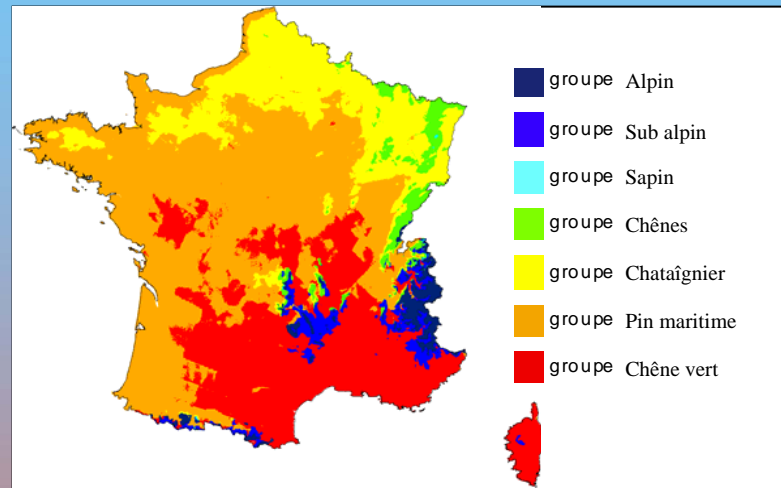 groupe Alpin
groupe Sub alpin
groupe Sapin
groupe Chênes
groupe Chataîgnier
groupe Pin maritime
groupe Chêne vert